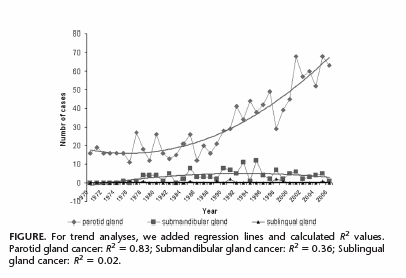 80
70
60
50
40
30
20
10
0
-10
Numbr of cases
1970 1972 1974 1976 1978 1980 1982 1984 1986 1988 1990 1992 1994 1996 1998 2000 2002 2004 2006
Year
parotid gland submandibular gland sublingual gland
FIGURE. For trend analyses, we added regression lines and calculated R² values.
Parotid gland cancer: R² = 0.83; Submandibular gland cancer: R² = 0.36; Sublingual
gland cancer: R² = 0.02.